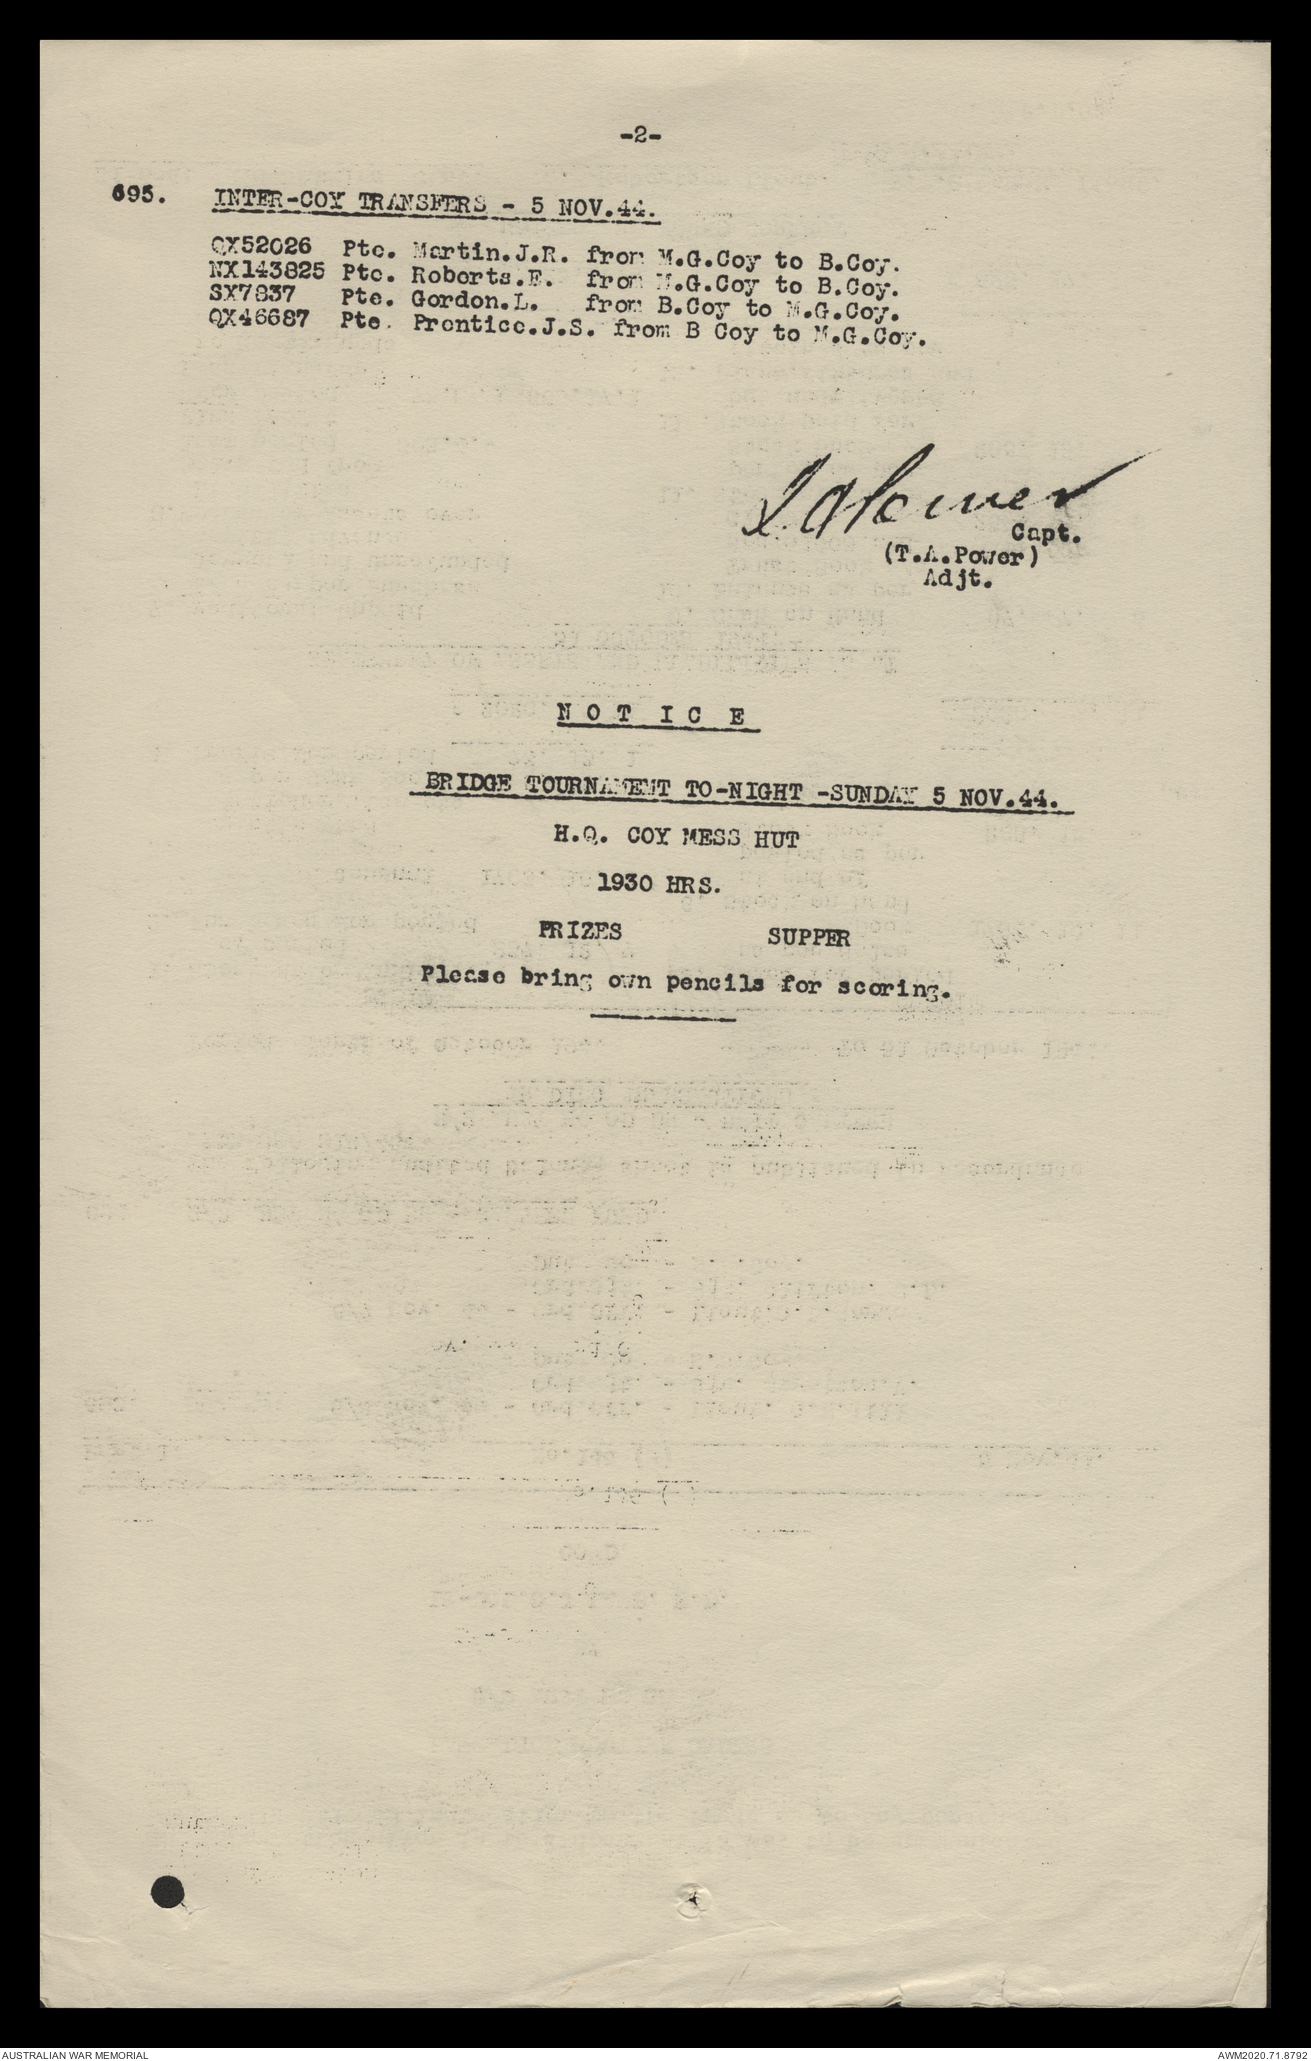 -2-
695. INTER-COY TRANSFERS - 5 NOV.44.
QX52026 Pte. Martin.J.R. from M.G.Coy to B.Coy.
NX143825 Pte. Roberts.E. from M.G.Coy to B.Coy.
SX7837 Pte. Gordon.L. from B.Coy to M.G.Coy.
QX46687 Pte. Prentice.J.S. from B Coy to M.G.Coy.
T A Power
Capt.
(T.A.Power)
Adjt.
N O T I C E
BRIDGE TOURNAMENT TO-NIGHT -SUNDAY 5 NOV.44.
H.Q. COY MESS HUT
1930 HRS.
PRIZES SUPPER
Please bring own pencils for scoring.
AUSTRALIAN WAR MEMORIAL AWM2020.71.8792